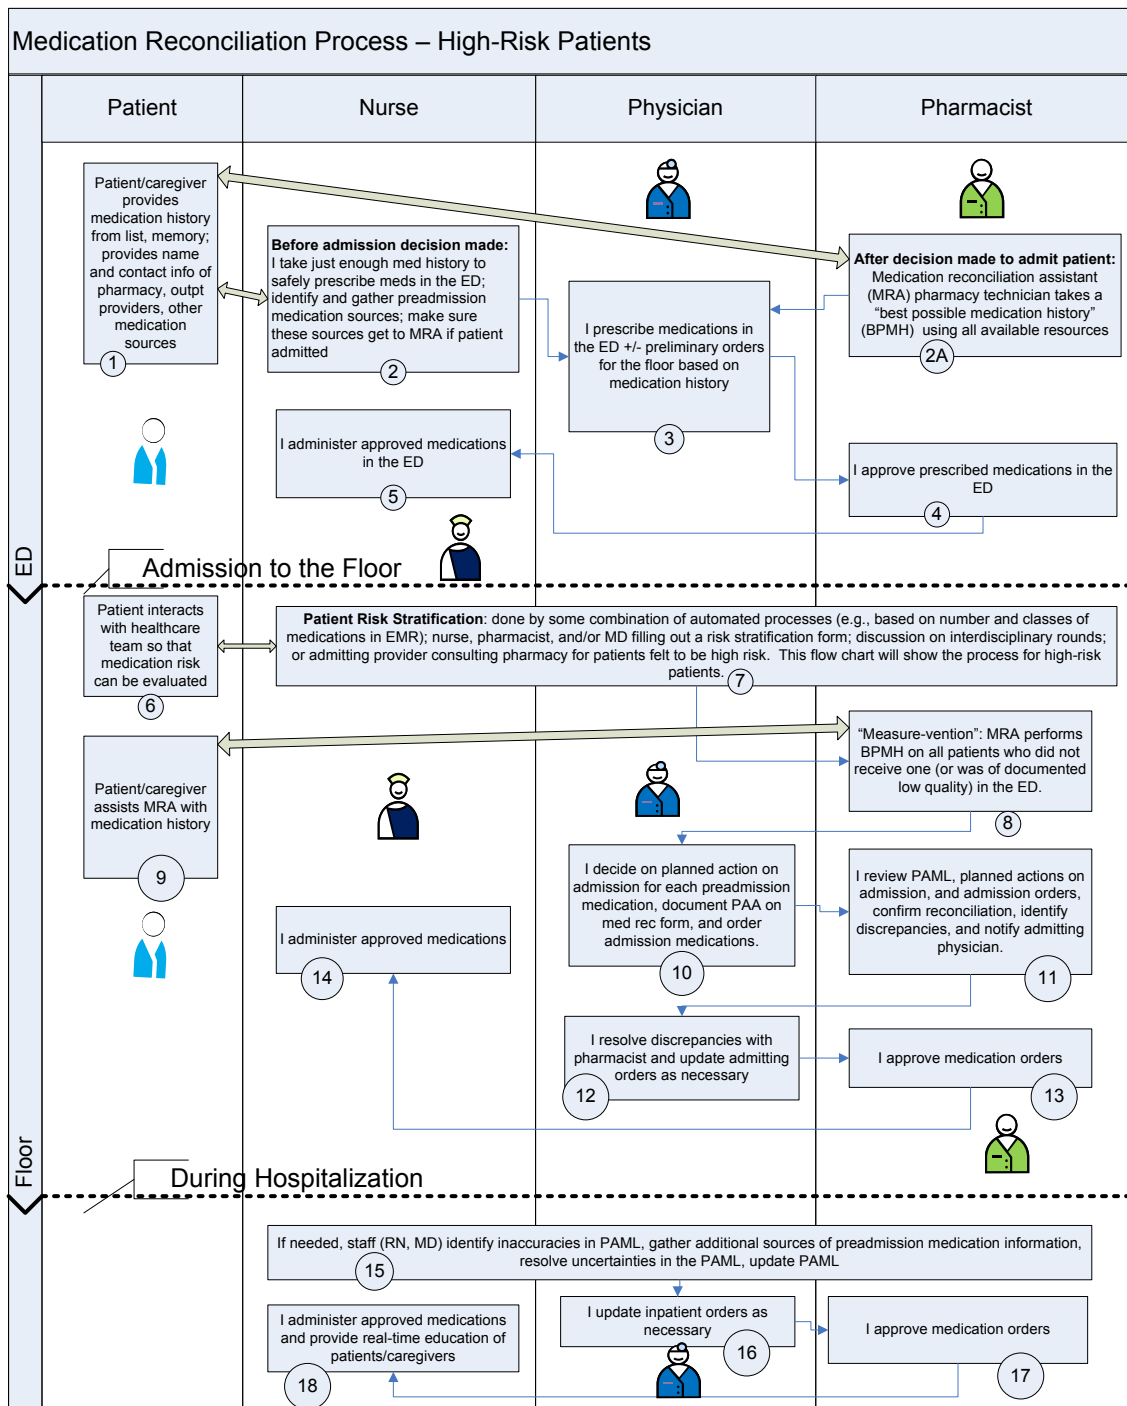 Medication Reconciliation Process – High-Risk Patients
Patient
Nurse
Physician
Pharmacist
ED
Patient/caregiver
provides
medication history
from list, memory;
provides name
and contact info of
pharmacy, outpt
providers, other
medication
sources
1
Before admission decision made:
I take just enough med history to
safely prescribe meds in the ED;
identify and gather preadmission
medication sources; make sure
these sources get to MRA if patient
admitted
2
I prescribe medications in
the ED +/- preliminary orders
for the floor based on
medication history
3
After decision made to admit patient:
Medication reconciliation assistant
(MRA) pharmacy technician takes a
“best possible medication history”
(BPMH) using all available resources
2A
I administer approved medications
in the ED
5
I approve prescribed medications in the
ED
4
Admission to the Floor
Floor
Patient interacts
with healthcare
team so that
medication risk
can be evaluated
6
Patient Risk Stratification: done by some combination of automated processes (e.g., based on number and classes of
medications in EMR); nurse, pharmacist, and/or MD filling out a risk stratification form; discussion on interdisciplinary rounds;
or admitting provider consulting pharmacy for patients felt to be high risk. This flow chart will show the process for high-risk
patients.
7
“Measure-vention”: MRA performs
BPMH on all patients who did not
receive one (or was of documented
low quality) in the ED.
8
Patient/caregiver
assists MRA with
medication history
9
I decide on planned action on
admission for each preadmission
medication, document PAA on
med rec form, and order
admission medications.
10
I review PAML, planned actions on
admission, and admission orders,
confirm reconciliation, identify
discrepancies, and notify admitting
physician.
11
I administer approved medications
14
I resolve discrepancies with
pharmacist and update admitting
orders as necessary
12
I approve medication orders
13
During Hospitalization
If needed, staff (RN, MD) identify inaccuracies in PAML, gather additional sources of preadmission medication information,
resolve uncertainties in the PAML, update PAML
15
I administer approved medications
and provide real-time education of
patients/caregivers
18
I update inpatient orders as
necessary
16
I approve medication orders
17